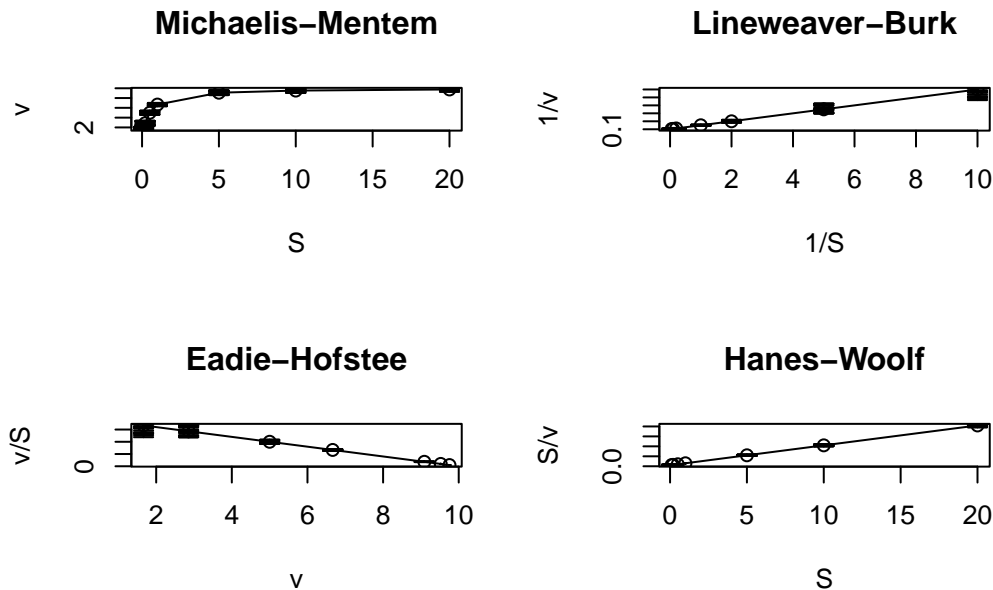 Michaelis−Mentem
v
2
0 5 10 15 20
S
Lineweaver−Burk
1/v
0.1
0 2 4 6 8 10
1/S
Eadie−Hofstee
v/S
0
2 4 6 8 10
v
Hanes−Woolf
S/v
0.0
0 5 10 15 20
S